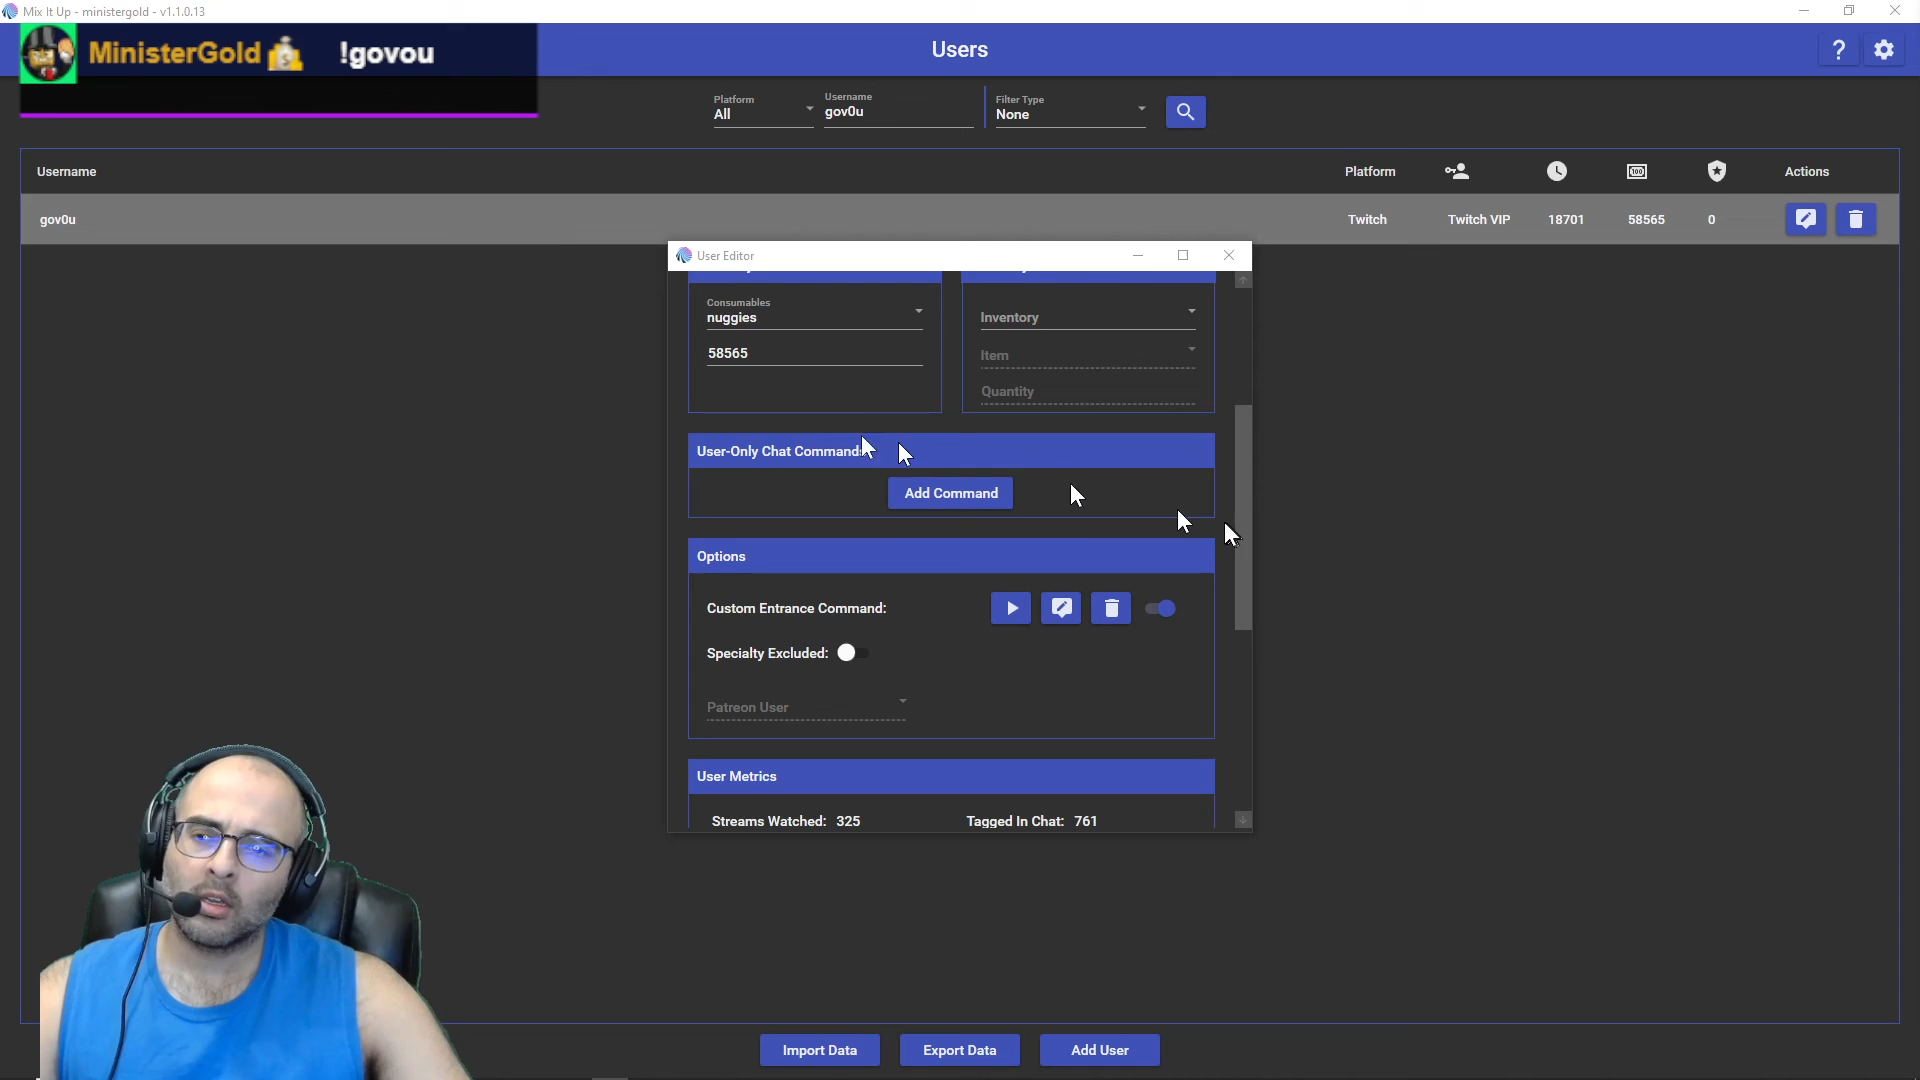 Mix It Up - ministergold - v1.1.0.13
MinisterGold !govou
Users
?
Platform
All
Username
gov0u
Filter Type
None
Username Platform Actions
gov0u Twitch Twitch VIP 18701 58565 0
User Editor
Consumables
nuggies
58565
Inventory
Item
Quantity
User-Only Chat Command
Add Command
Options
Custom Entrance Command:
Specialty Excluded:
Patreon User
User Metrics
Streams Watched: 325 Tagged In Chat: 761
Import Data Export Data Add User